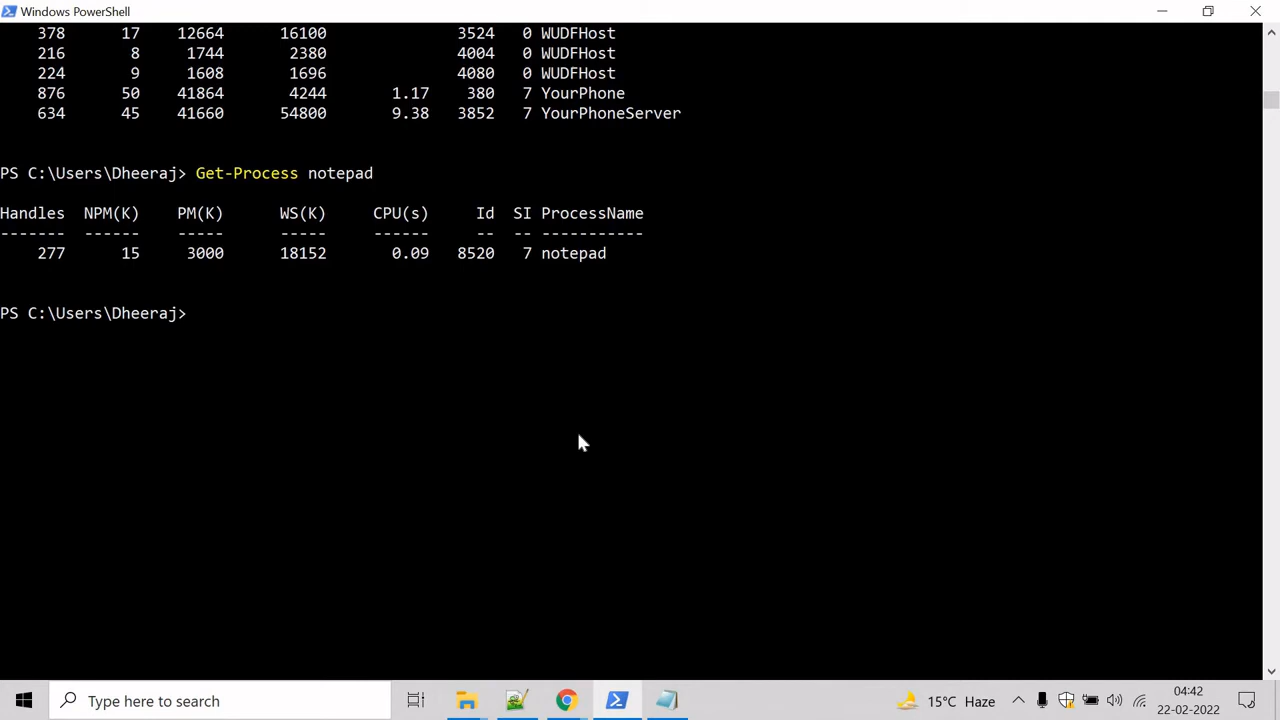 Windows PowerShell
378 17 12664 16100 3524 0 WUDFHost
216 8 1744 2380 4004 0 WUDFHost
224 9 1608 1696 4080 0 WUDFHost
876 50 41864 4244 1.17 380 7 YourPhone
634 45 41660 54800 9.38 3852 7 YourPhoneServer
PS C:\Users\Dheeraj> Get-Process notepad
Handles NPM(K) PM(K) WS(K) CPU(s) Id SI ProcessName
------- ------ ----- ----- ------ -- -- -----------
277 15 3000 18152 0.09 8520 7 notepad
PS C:\Users\Dheeraj>
Type here to search
15°C Haze
04:42
22-02-2022